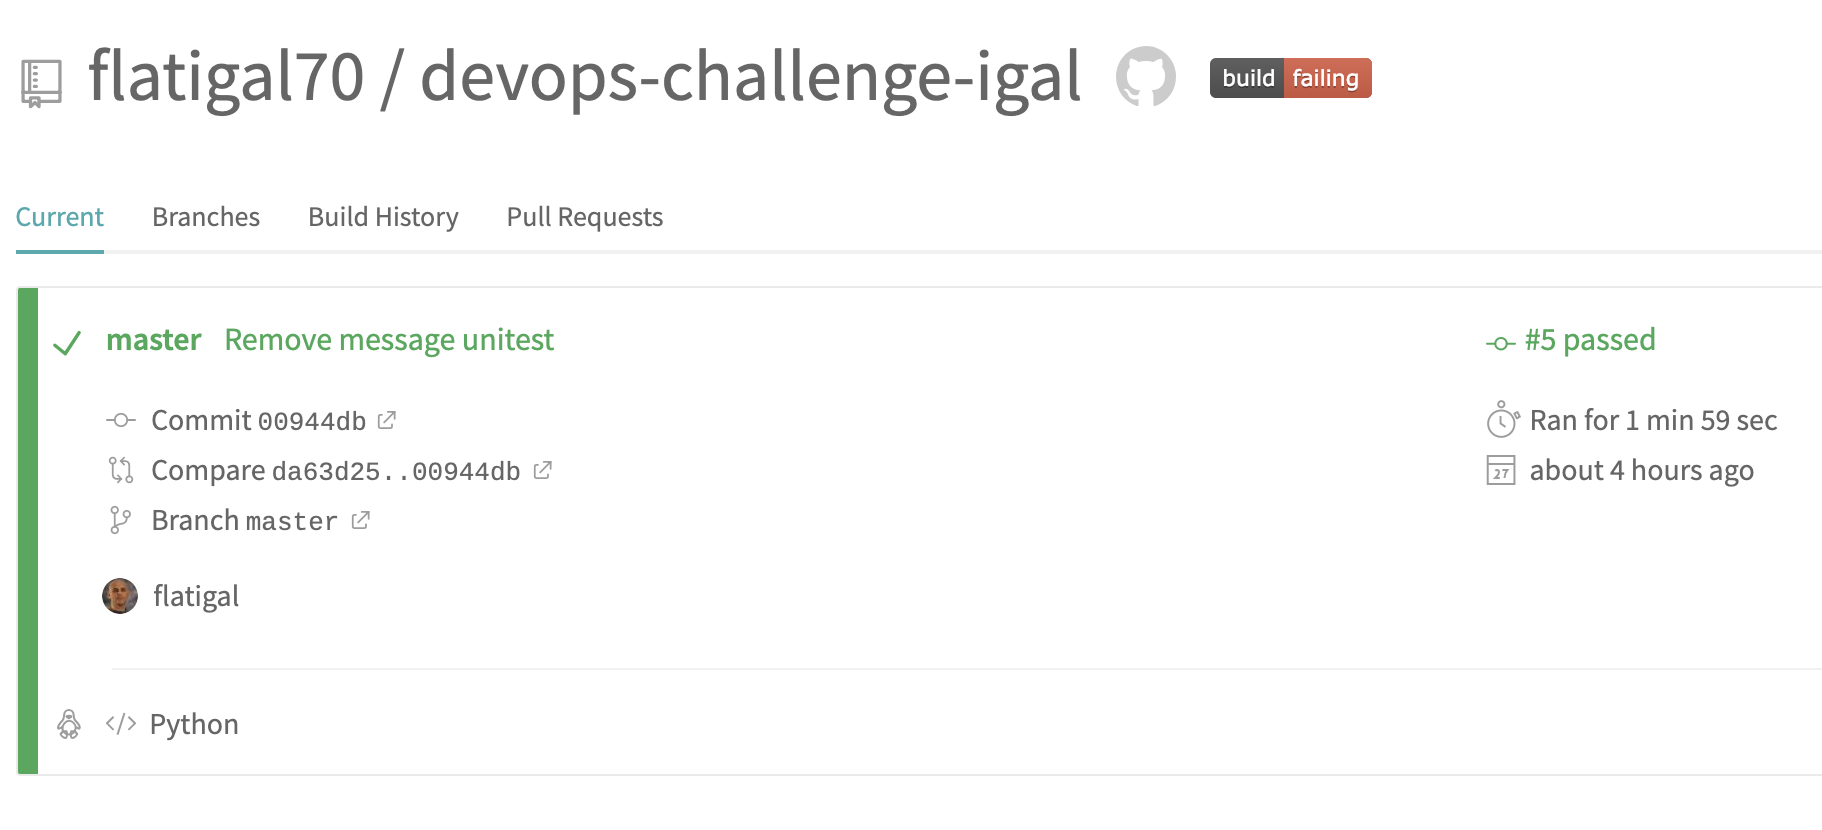 flatigal70 / devops-challenge-igal build failing
Current Branches Build History Pull Requests
master Remove message unitest
#5 passed
Commit 00944db
Ran for 1 min 59 sec
Compare da63d25..00944db
27 about 4 hours ago
Branch master
flatigal
</> Python